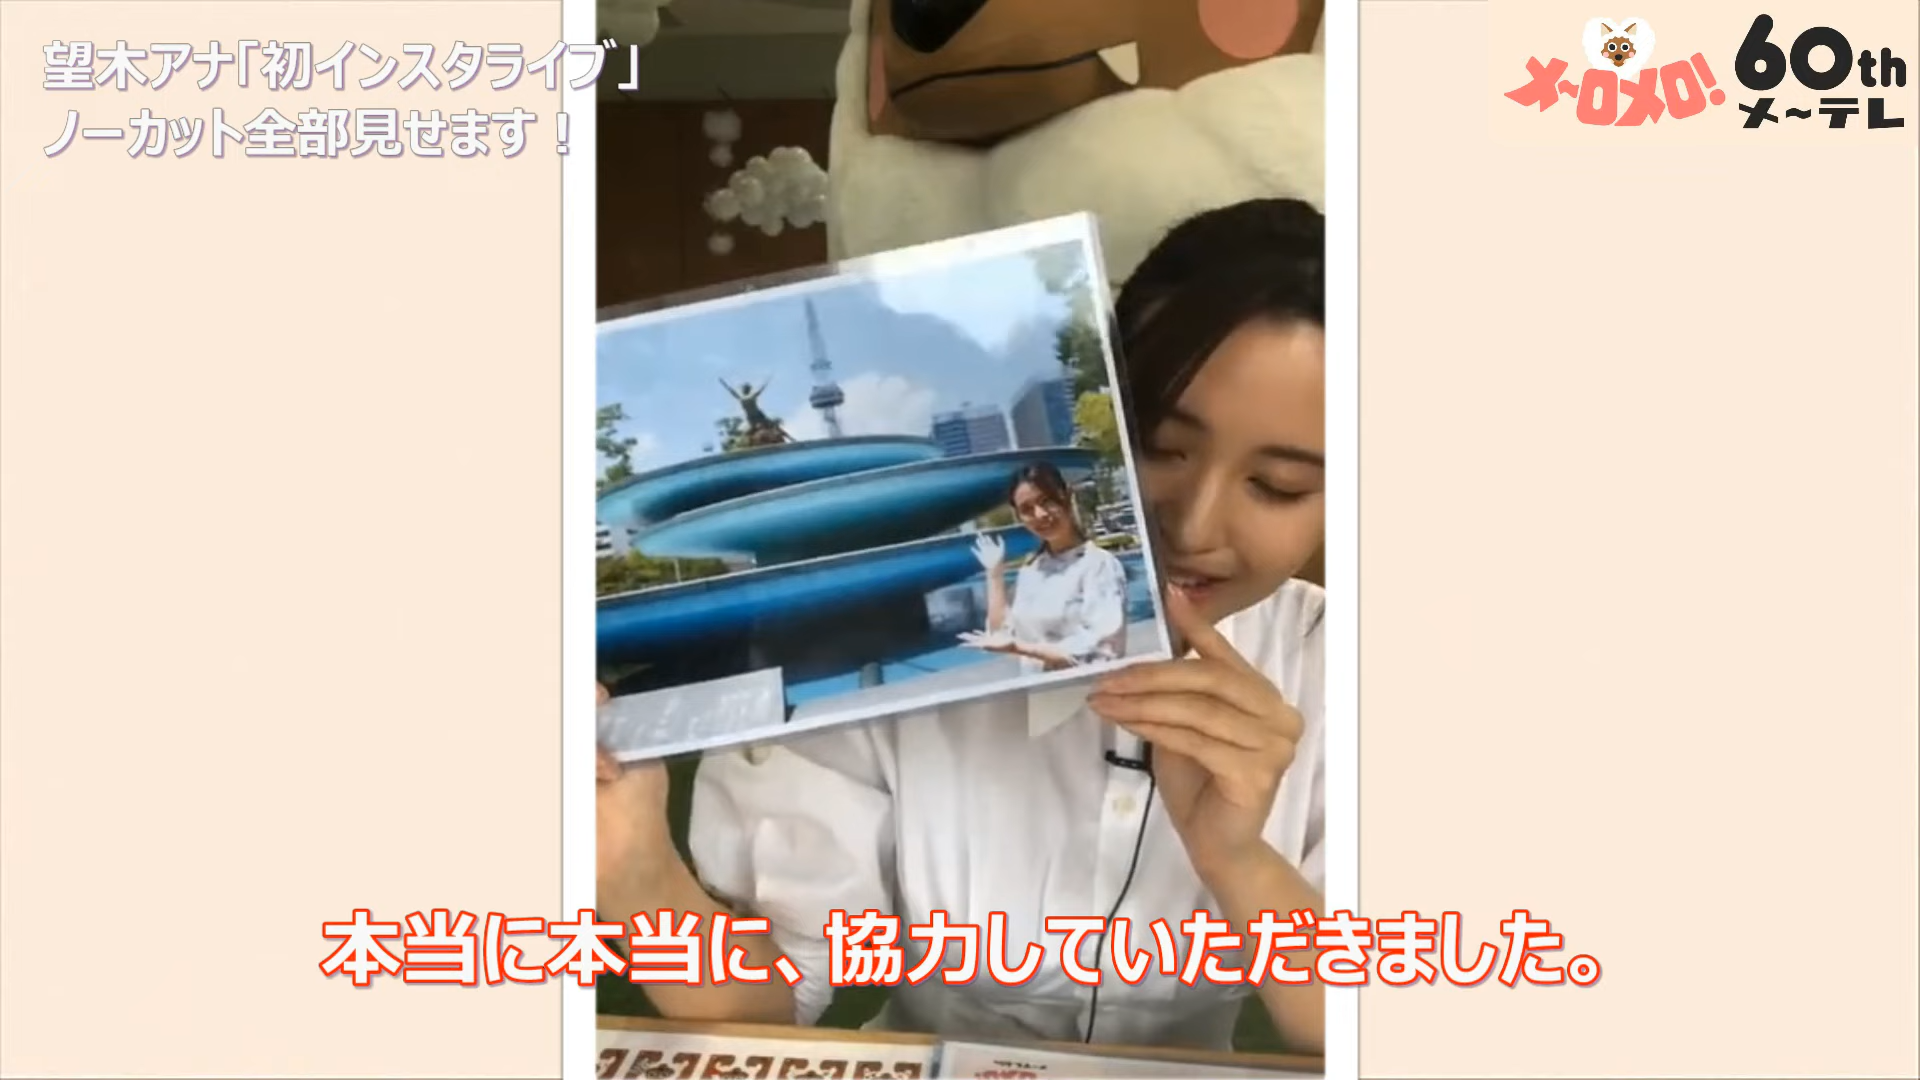 望木アナ「初インスタライブ」
ノーカット全部見せます！
メ~ロメロ!
60th
メ~テレ
本当に本当に、協力していただきました。